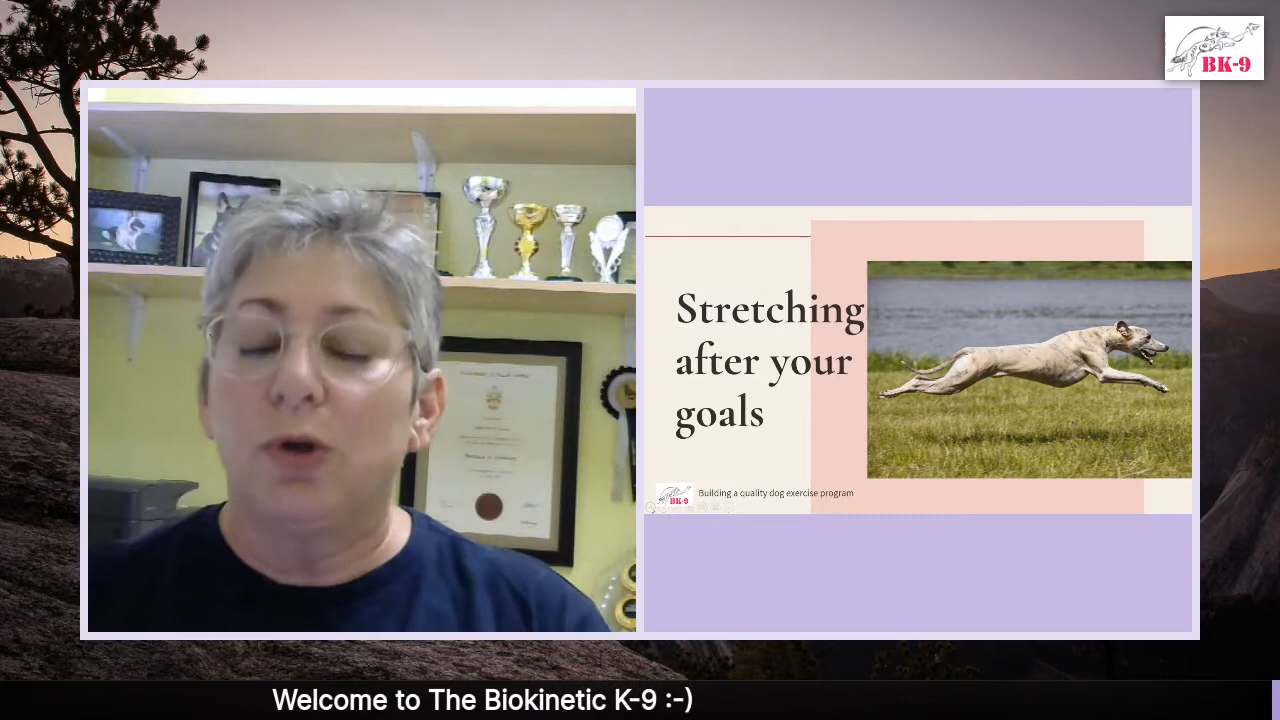 BK-9
Stretching
after your
goals
BK-9
Building a quality dog exercise program
Welcome to The Biokinetic K-9 :-)